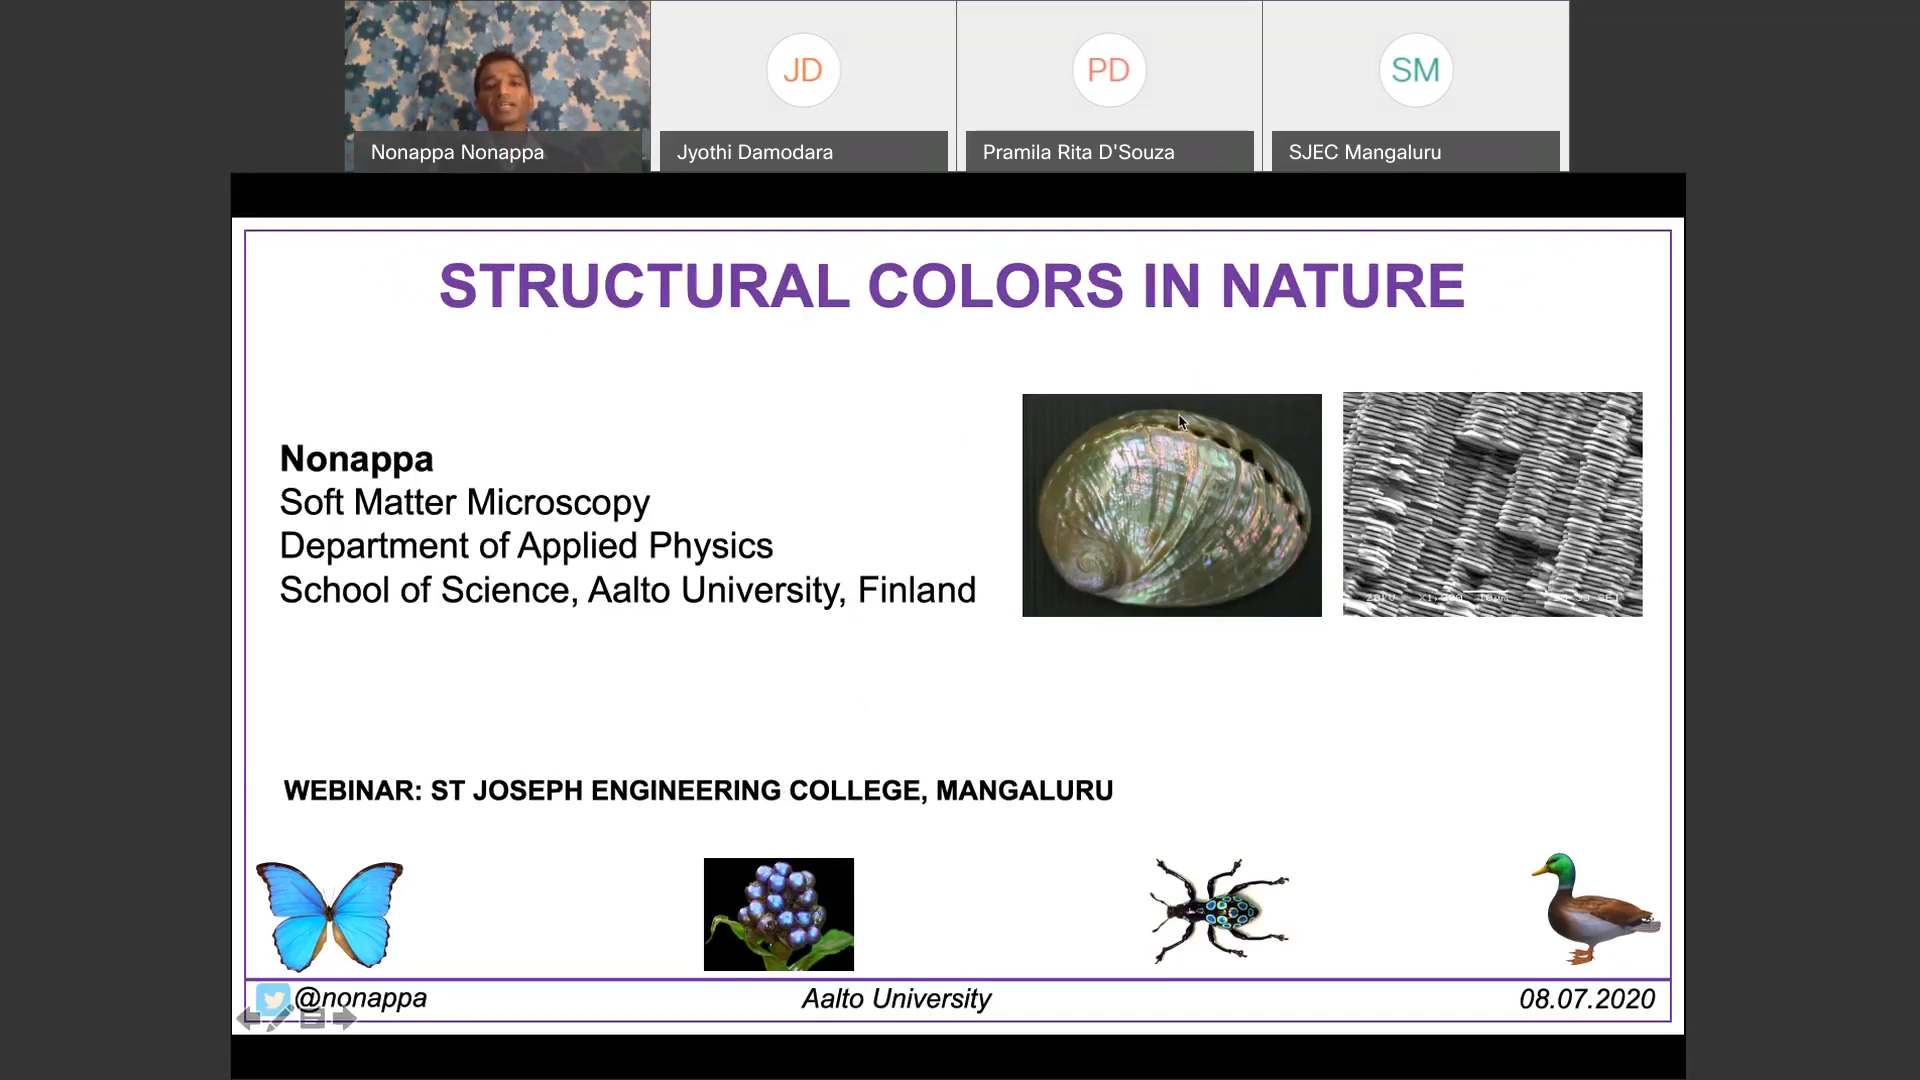 JD
PD
SM
Nonappa Nonappa
Jyothi Damodara
Pramila Rita D'Souza
SJEC Mangaluru
STRUCTURAL COLORS IN NATURE
Nonappa
Soft Matter Microscopy
Department of Applied Physics
School of Science, Aalto University, Finland
WEBINAR: ST JOSEPH ENGINEERING COLLEGE, MANGALURU
@nonappa
Aalto University
08.07.2020